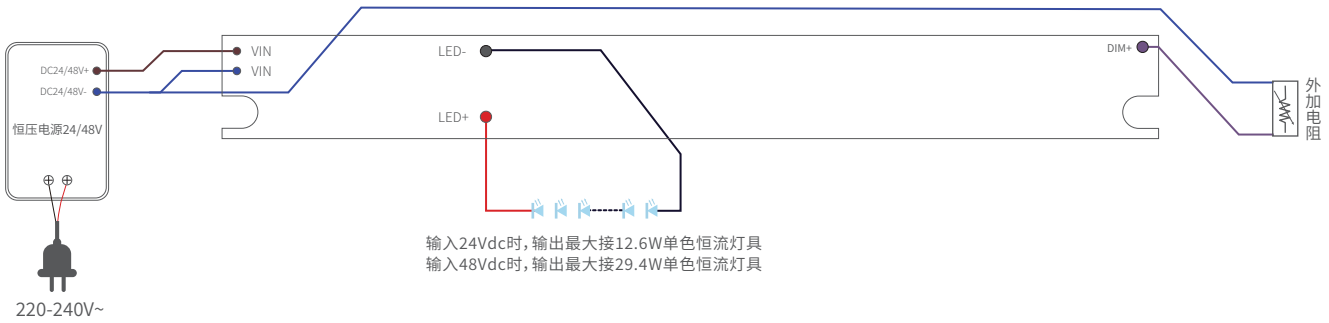 DC24/48V+
DC24/48V-
恒压电源24/48V
220-240V~
VIN
VIN
LED-
LED+
DIM+
外加电阻
输入24Vdc时，输出最大接12.6W单色恒流灯具
输入48Vdc时，输出最大接29.4W单色恒流灯具